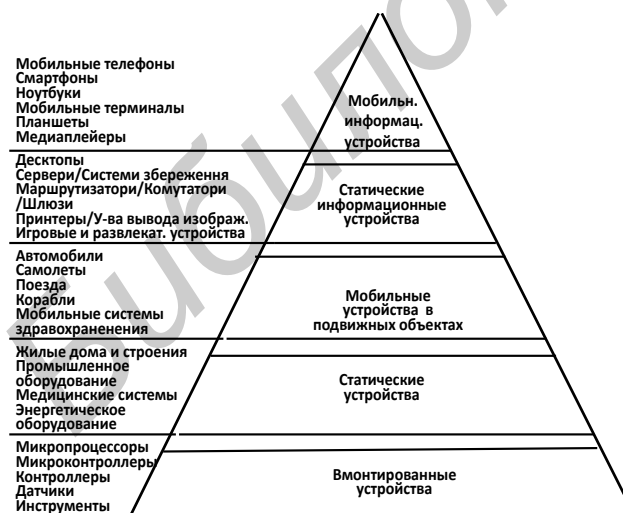 Мобильные телефоны
Смартфоны
Ноутбуки
Мобильные терминалы
Планшеты
Медиаплейеры
Мобильн.
информац.
устройства
Десктопы
Сервери/Системи збереження
Маршрутизатори/Комутатори
/Шлюзи
Принтеры/У-ва вывода изображ.
Игровые и развлекат. устройства
Статические
информационные
устройства
Автомобили
Самолеты
Поезда
Корабли
Мобильные системы
здравохраненения
Мобильные
устройства в
подвижных объектах
Жилые дома и строения
Промышленное
оборудование
Медицинские системы
Энергетическое
оборудование
Статические
устройства
Микропроцессоры
Микроконтроллеры
Контроллеры
Датчики
Инструменты
Вмонтированные
устройства